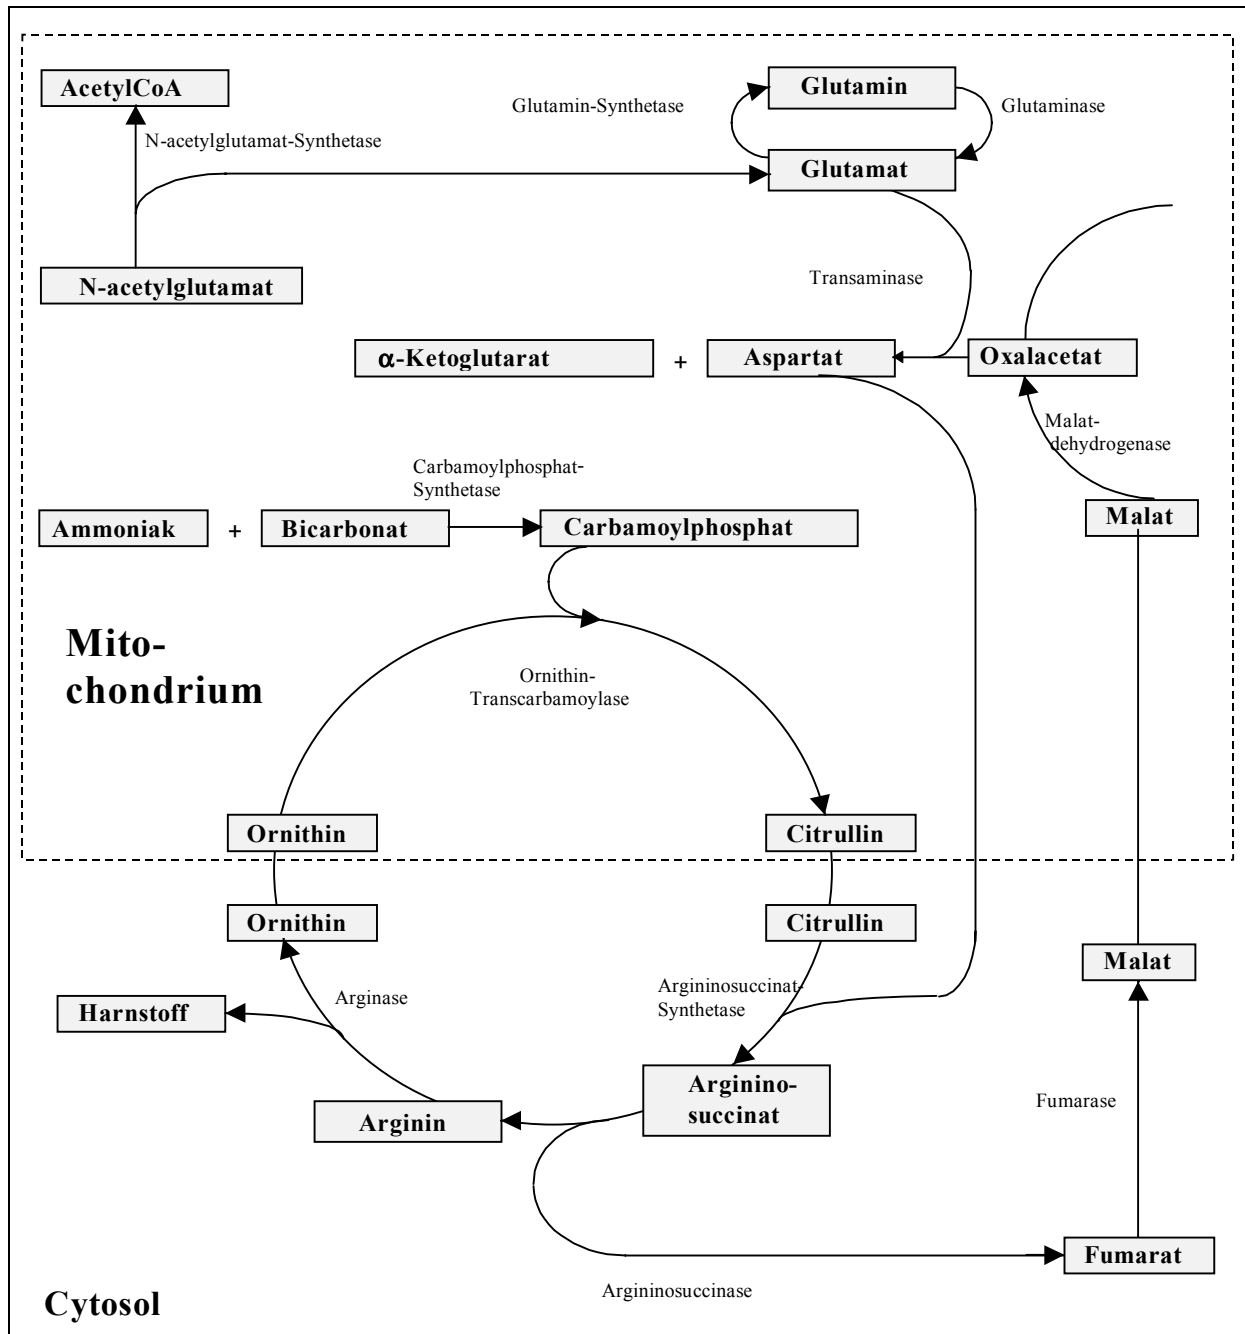 AcetylCoA
Glutamin
Glutamin-Synthetase
Glutaminase
N-acetylglutamat-Synthetase
Glutamat
N-acetylglutamat
Transaminase
α-Ketoglutarat
+
Aspartat
Oxalacetat
Malat-
dehydrogenase
Carbamoylphosphat-
Synthetase
Ammoniak
+
Bicarbonat
Carbamoylphosphat
Malat
Mito-
chondrium
Ornithin-
Transcarbamoylase
Ornithin
Citrullin
Ornithin
Citrullin
Malat
Harnstoff
Arginase
Argininosuccinat-
Synthetase
Arginino-
succinat
Arginin
Fumarase
Fumarat
Argininosuccinase
Cytosol